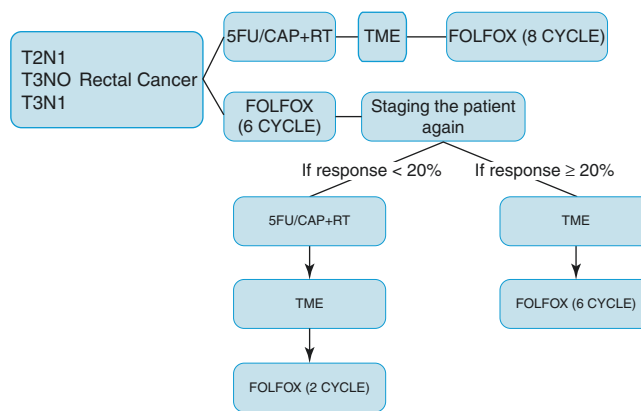 T2N1
T3NO Rectal Cancer
T3N1
5FU/CAP+RT
TME
FOLFOX (8 CYCLE)
FOLFOX
(6 CYCLE)
Staging the patient
again
If response < 20%
If response ≥ 20%
5FU/CAP+RT
TME
TME
FOLFOX (6 CYCLE)
FOLFOX (2 CYCLE)